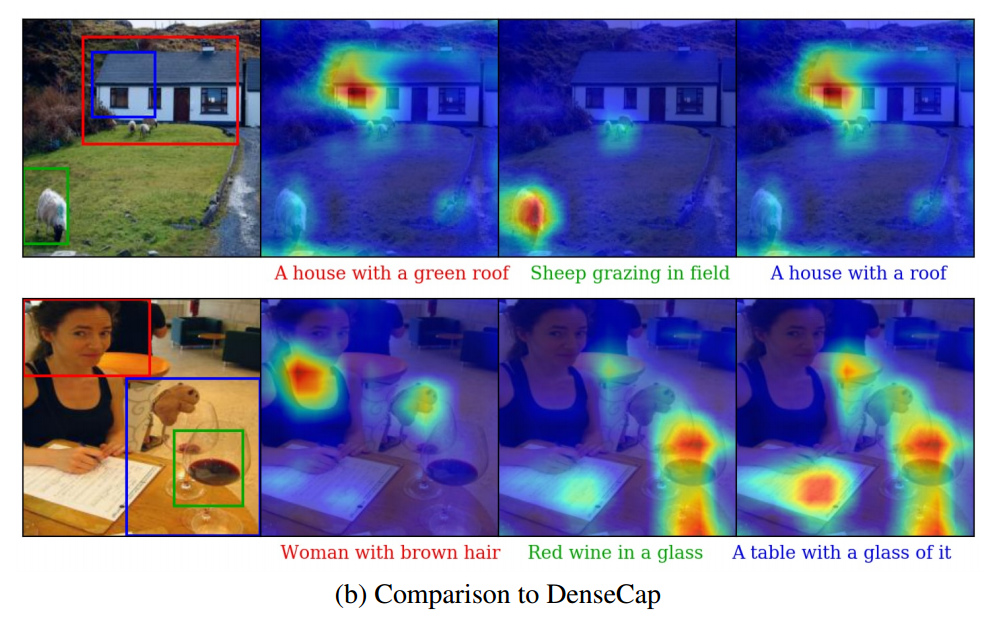 A house with a green roof Sheep grazing in field A house with a roof
Woman with brown hair Red wine in a glass A table with a glass of it
(b) Comparison to DenseCap